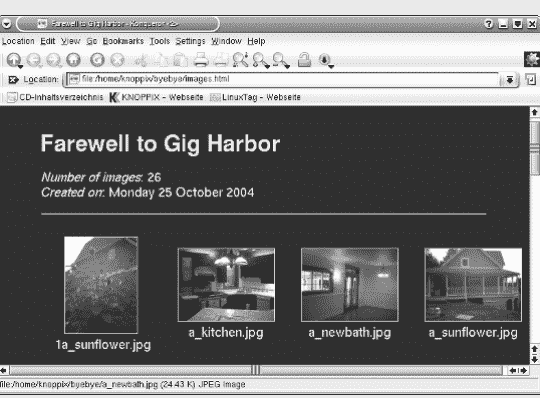 Farewell to Gig Harbor - Konqueror <2>
Location Edit View Go Bookmarks Tools Settings Window Help
Location: file:/home/knoppix/byebye/images.html
CD-Inhaltsverzeichnis KNOPPIX - Webseite LinuxTag - Webseite
Farewell to Gig Harbor
Number of images: 26
Created on: Monday 25 October 2004
1a_sunflower.jpg a_kitchen.jpg a_newbath.jpg a_sunflower.jpg
file:/home/knoppix/byebye/a_newbath.jpg (24.43 K) JPEG Image